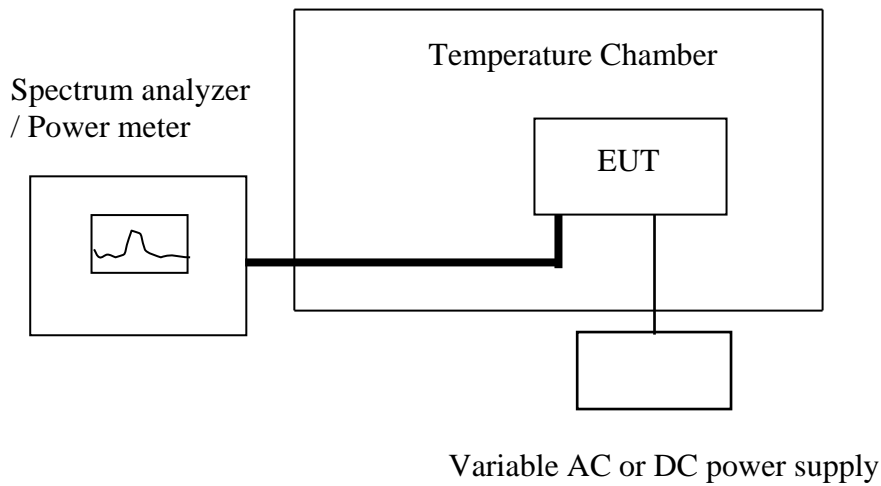 Temperature Chamber
Spectrum analyzer
/ Power meter
EUT
Variable AC or DC power supply